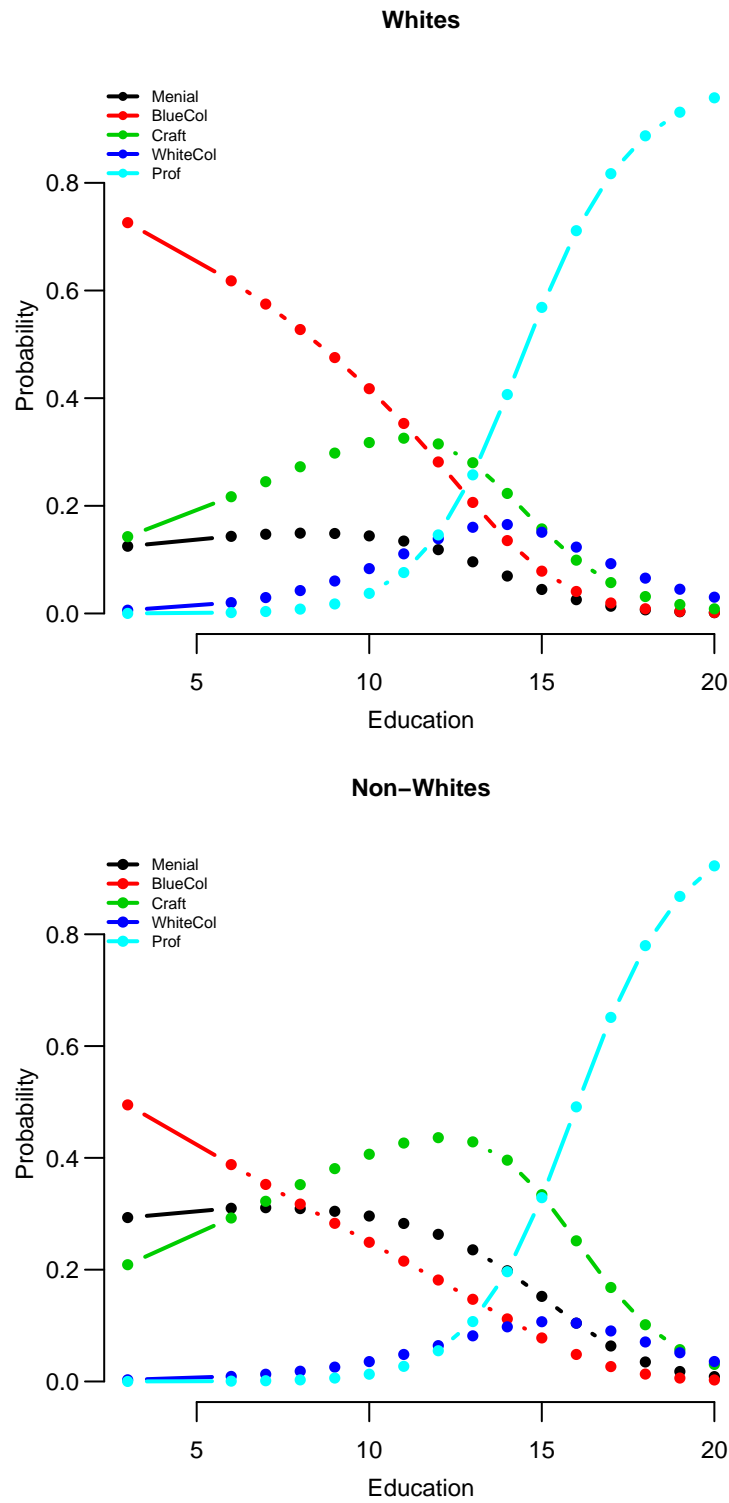 Whites
Menial
BlueCol
Craft
WhiteCol
Prof
0.8
0.6
0.4
0.2
0.0
Probability
5 10 15 20
Education
Non−Whites
Menial
BlueCol
Craft
WhiteCol
Prof
0.8
0.6
0.4
0.2
0.0
Probability
5 10 15 20
Education